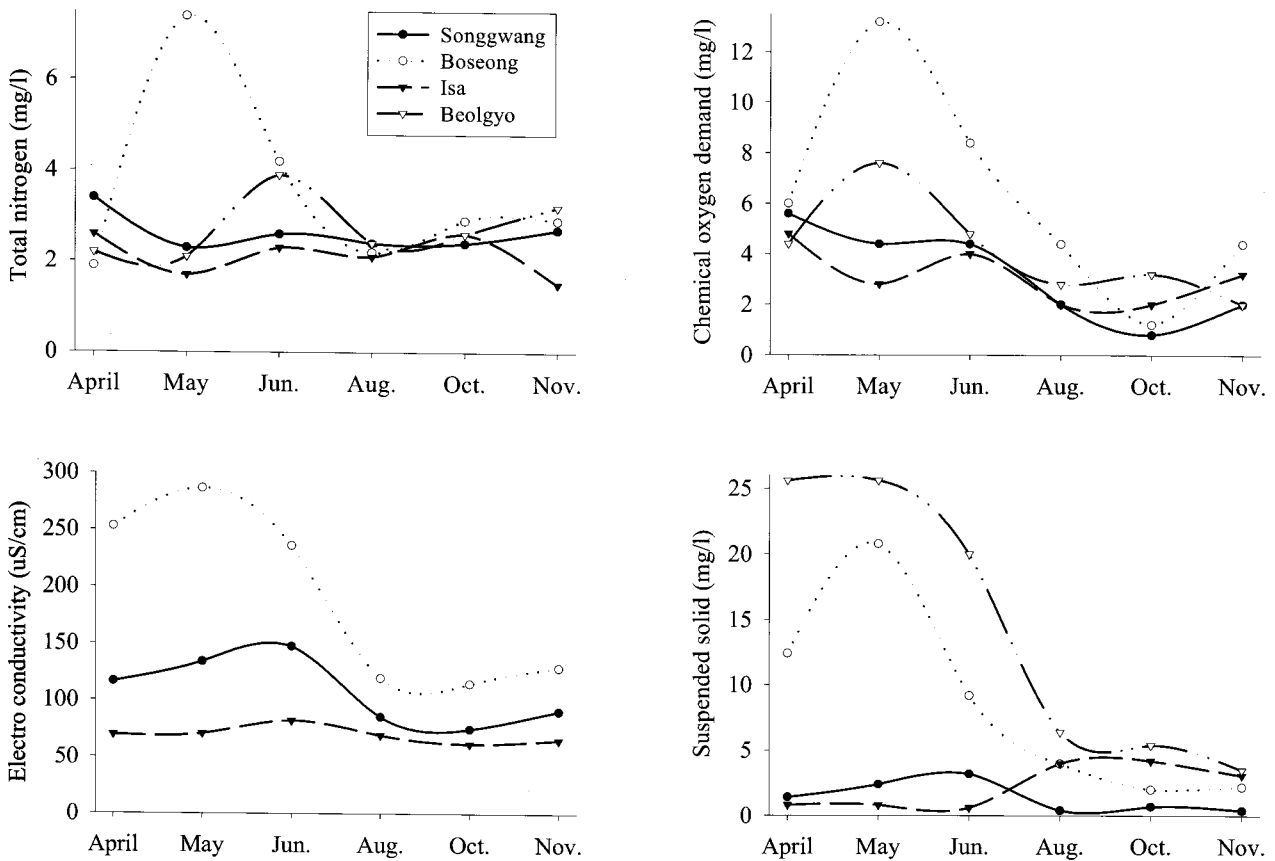 Total nitrogen (mg/l)
6
4
2
0
April May Jun. Aug. Oct. Nov.
Songgwang
Boseong
Isa
Beolgyo
Chemical oxygen demand (mg/l)
12
10
8
6
4
2
0
April May Jun. Aug. Oct. Nov.
Electro conductivity (uS/cm)
300
250
200
150
100
50
0
April May Jun. Aug. Oct. Nov.
Suspended solid (mg/l)
25
20
15
10
5
0
April May Jun. Aug. Oct. Nov.